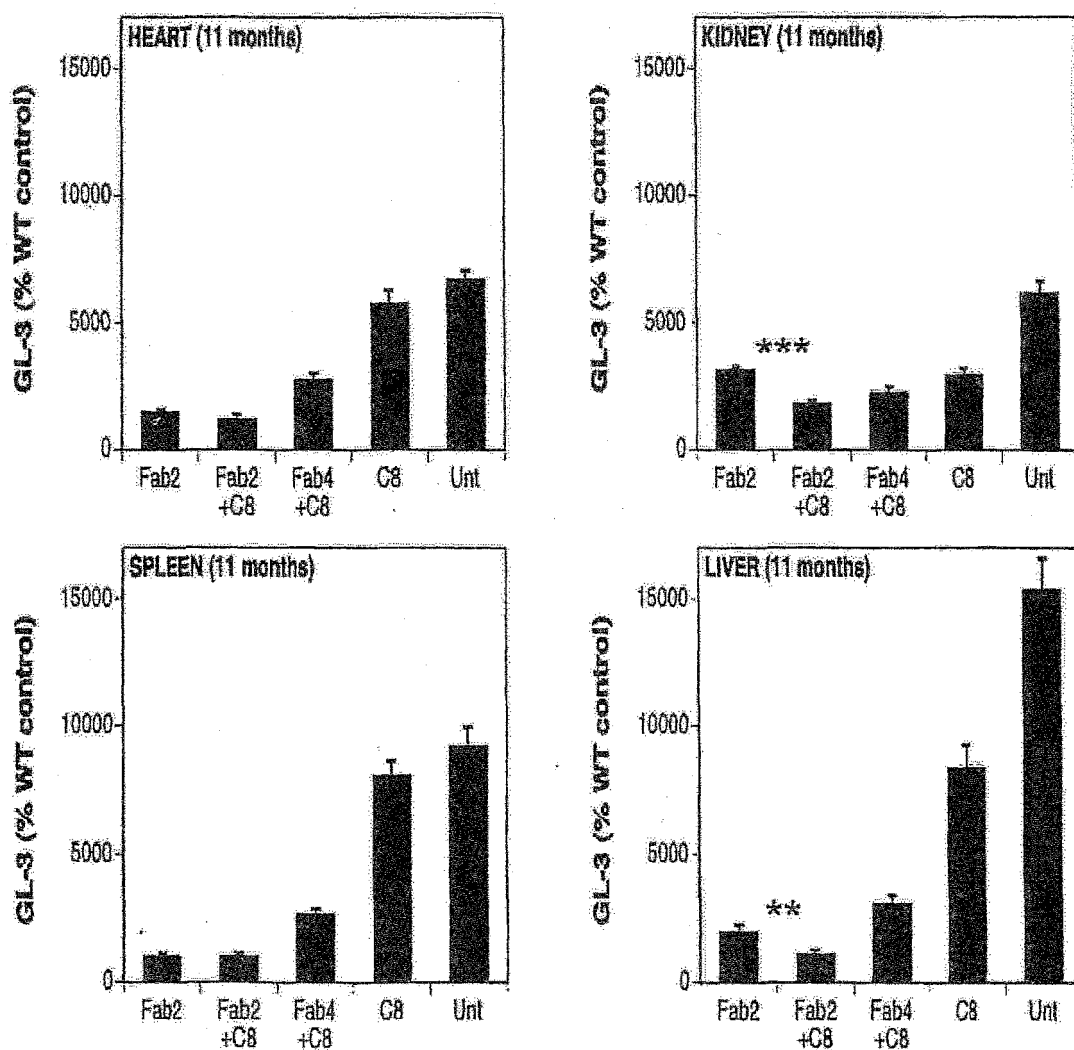 HEART (11 months)
GL-3 (% WT control)
15000
10000
5000
0
Fab2 Fab2 Fab4 C8 Unt
+C8 +C8
KIDNEY (11 months)
GL-3 (% WT control)
15000
10000
5000
0
***
Fab2 Fab2 Fab4 C8 Unt
+C8 +C8
SPLEEN (11 months)
GL-3 (% WT control)
15000
10000
5000
0
Fab2 Fab2 Fab4 C8 Unt
+C8 +C8
LIVER (11 months)
GL-3 (% WT control)
15000
10000
5000
0
**
Fab2 Fab2 Fab4 C8 Unt
+C8 +C8